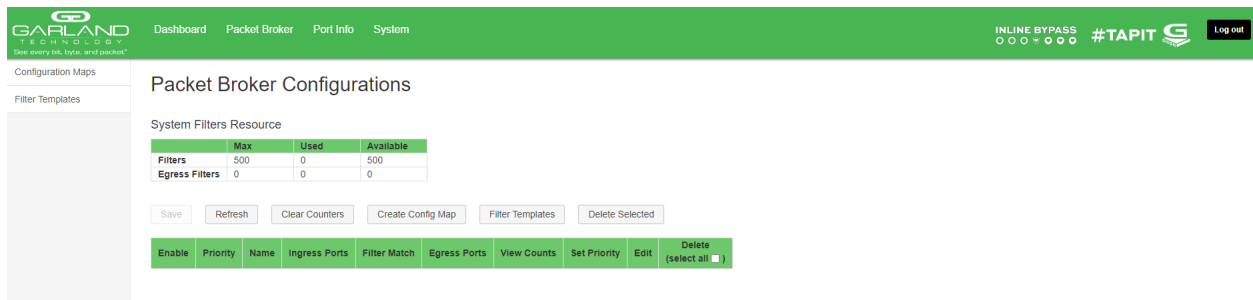 GARLAND
TECHNOLOGY
See every bit, byte, and packet®
Dashboard Packet Broker Port Info System
INLINE BYPASS
#TAPIT
Log out
Configuration Maps
Filter Templates
Packet Broker Configurations
System Filters Resource
Max Used Available
Filters 500 0 500
Egress Filters 0 0 0
Save Refresh Clear Counters Create Config Map Filter Templates Delete Selected
Enable Priority Name Ingress Ports Filter Match Egress Ports View Counts Set Priority Edit Delete
(select all )